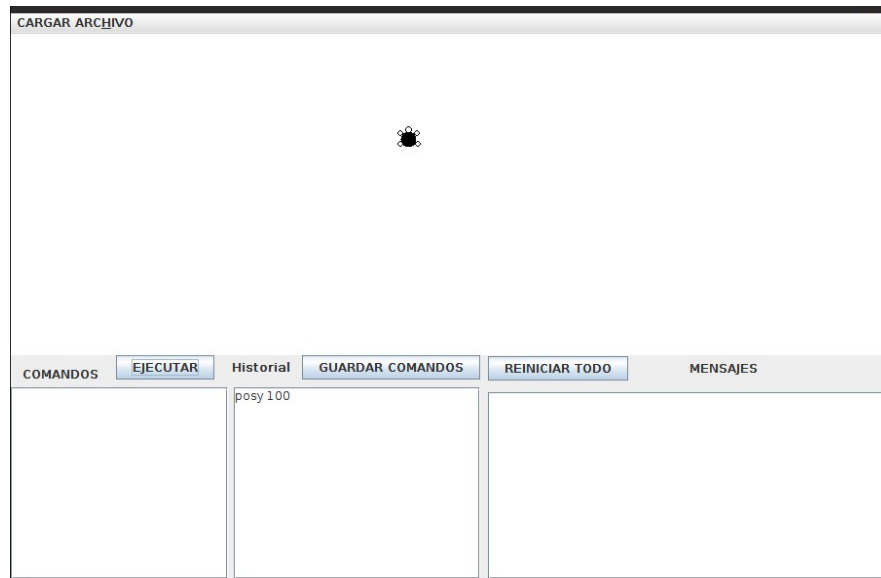 CARGAR ARCHIVO
COMANDOS
EJECUTAR
Historial
GUARDAR COMANDOS
REINICIAR TODO
MENSAJES
posy 100